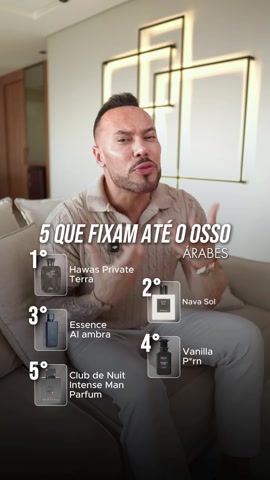 5 QUE FIXAM ATÉ O OSSO
ÁRABES
1°
Hawas Private
Terra
2°
Nava Sol
3°
Essence
Al ambra
4°
Vanilla
P*rn
5°
Club de Nuit
Intense Man
Parfum